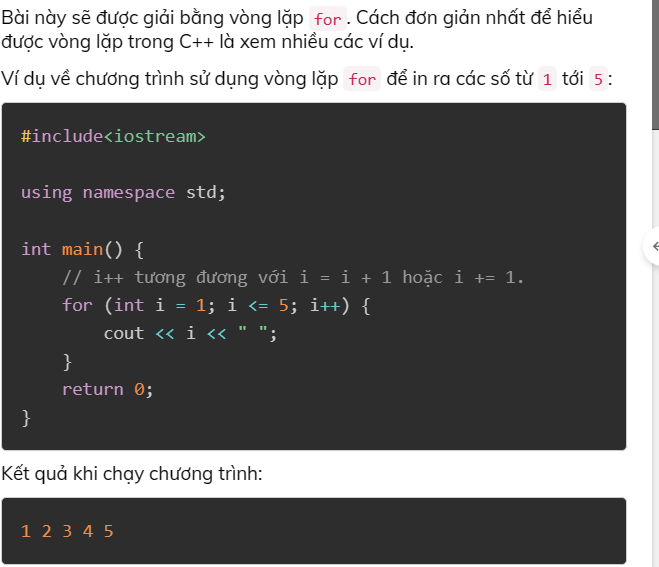 Bài này sẽ được giải bằng vòng lặp for. Cách đơn giản nhất để hiểu
được vòng lặp trong C++ là xem nhiều các ví dụ.
Ví dụ về chương trình sử dụng vòng lặp for để in ra các số từ 1 tới 5:
#include<iostream>
using namespace std;
int main() {
    // i++ tương đương với i = i + 1 hoặc i += 1.
    for (int i = 1; i <= 5; i++) {
        cout << i << " ";
    }
    return 0;
}
Kết quả khi chạy chương trình:
1 2 3 4 5